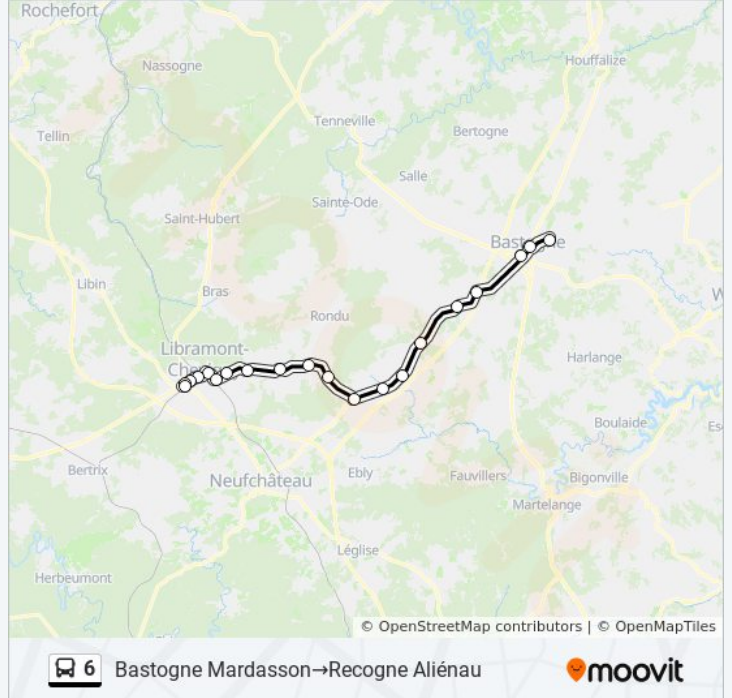 Rochefort
Nassogne
Houffalize
Tenneville
Bertogne
Tellin
Salle
Sainte-Ode
Saint-Hubert
Libin
Bras
Rondu
Libramont-
Harlange
Boulaide
Bertrix
Neufchâteau
Ebly
Fauvillers
Bigonville
Martelange
Léglise
Herbeumont
© OpenStreetMap contributors | © OpenMapTiles
6 Bastogne Mardasson→Recogne Aliénau
moovit